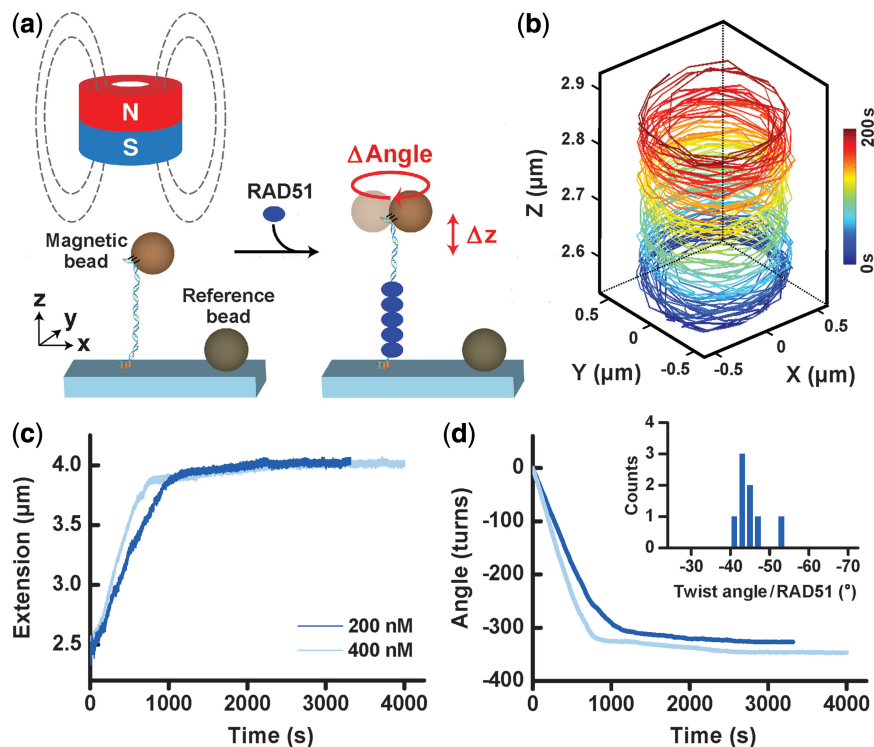 (a)
N
S
Magnetic
bead
Reference
bead
z
y
x
RAD51
ΔAngle
Δz
(b)
Z (µm)
2.9
2.8
2.7
2.6
0.5
0
-0.5
Y (µm)
-0.5
0
0.5
X (µm)
200 s
0 s
(c)
Extension (µm)
4.0
3.5
3.0
2.5
200 nM
400 nM
0 1000 2000 3000 4000
Time (s)
(d)
Angle (turns)
0
-100
-200
-300
-400
Counts
4
3
2
1
0
-30 -40 -50 -60 -70
Twist angle/RAD51 (°)
0 1000 2000 3000 4000
Time (s)